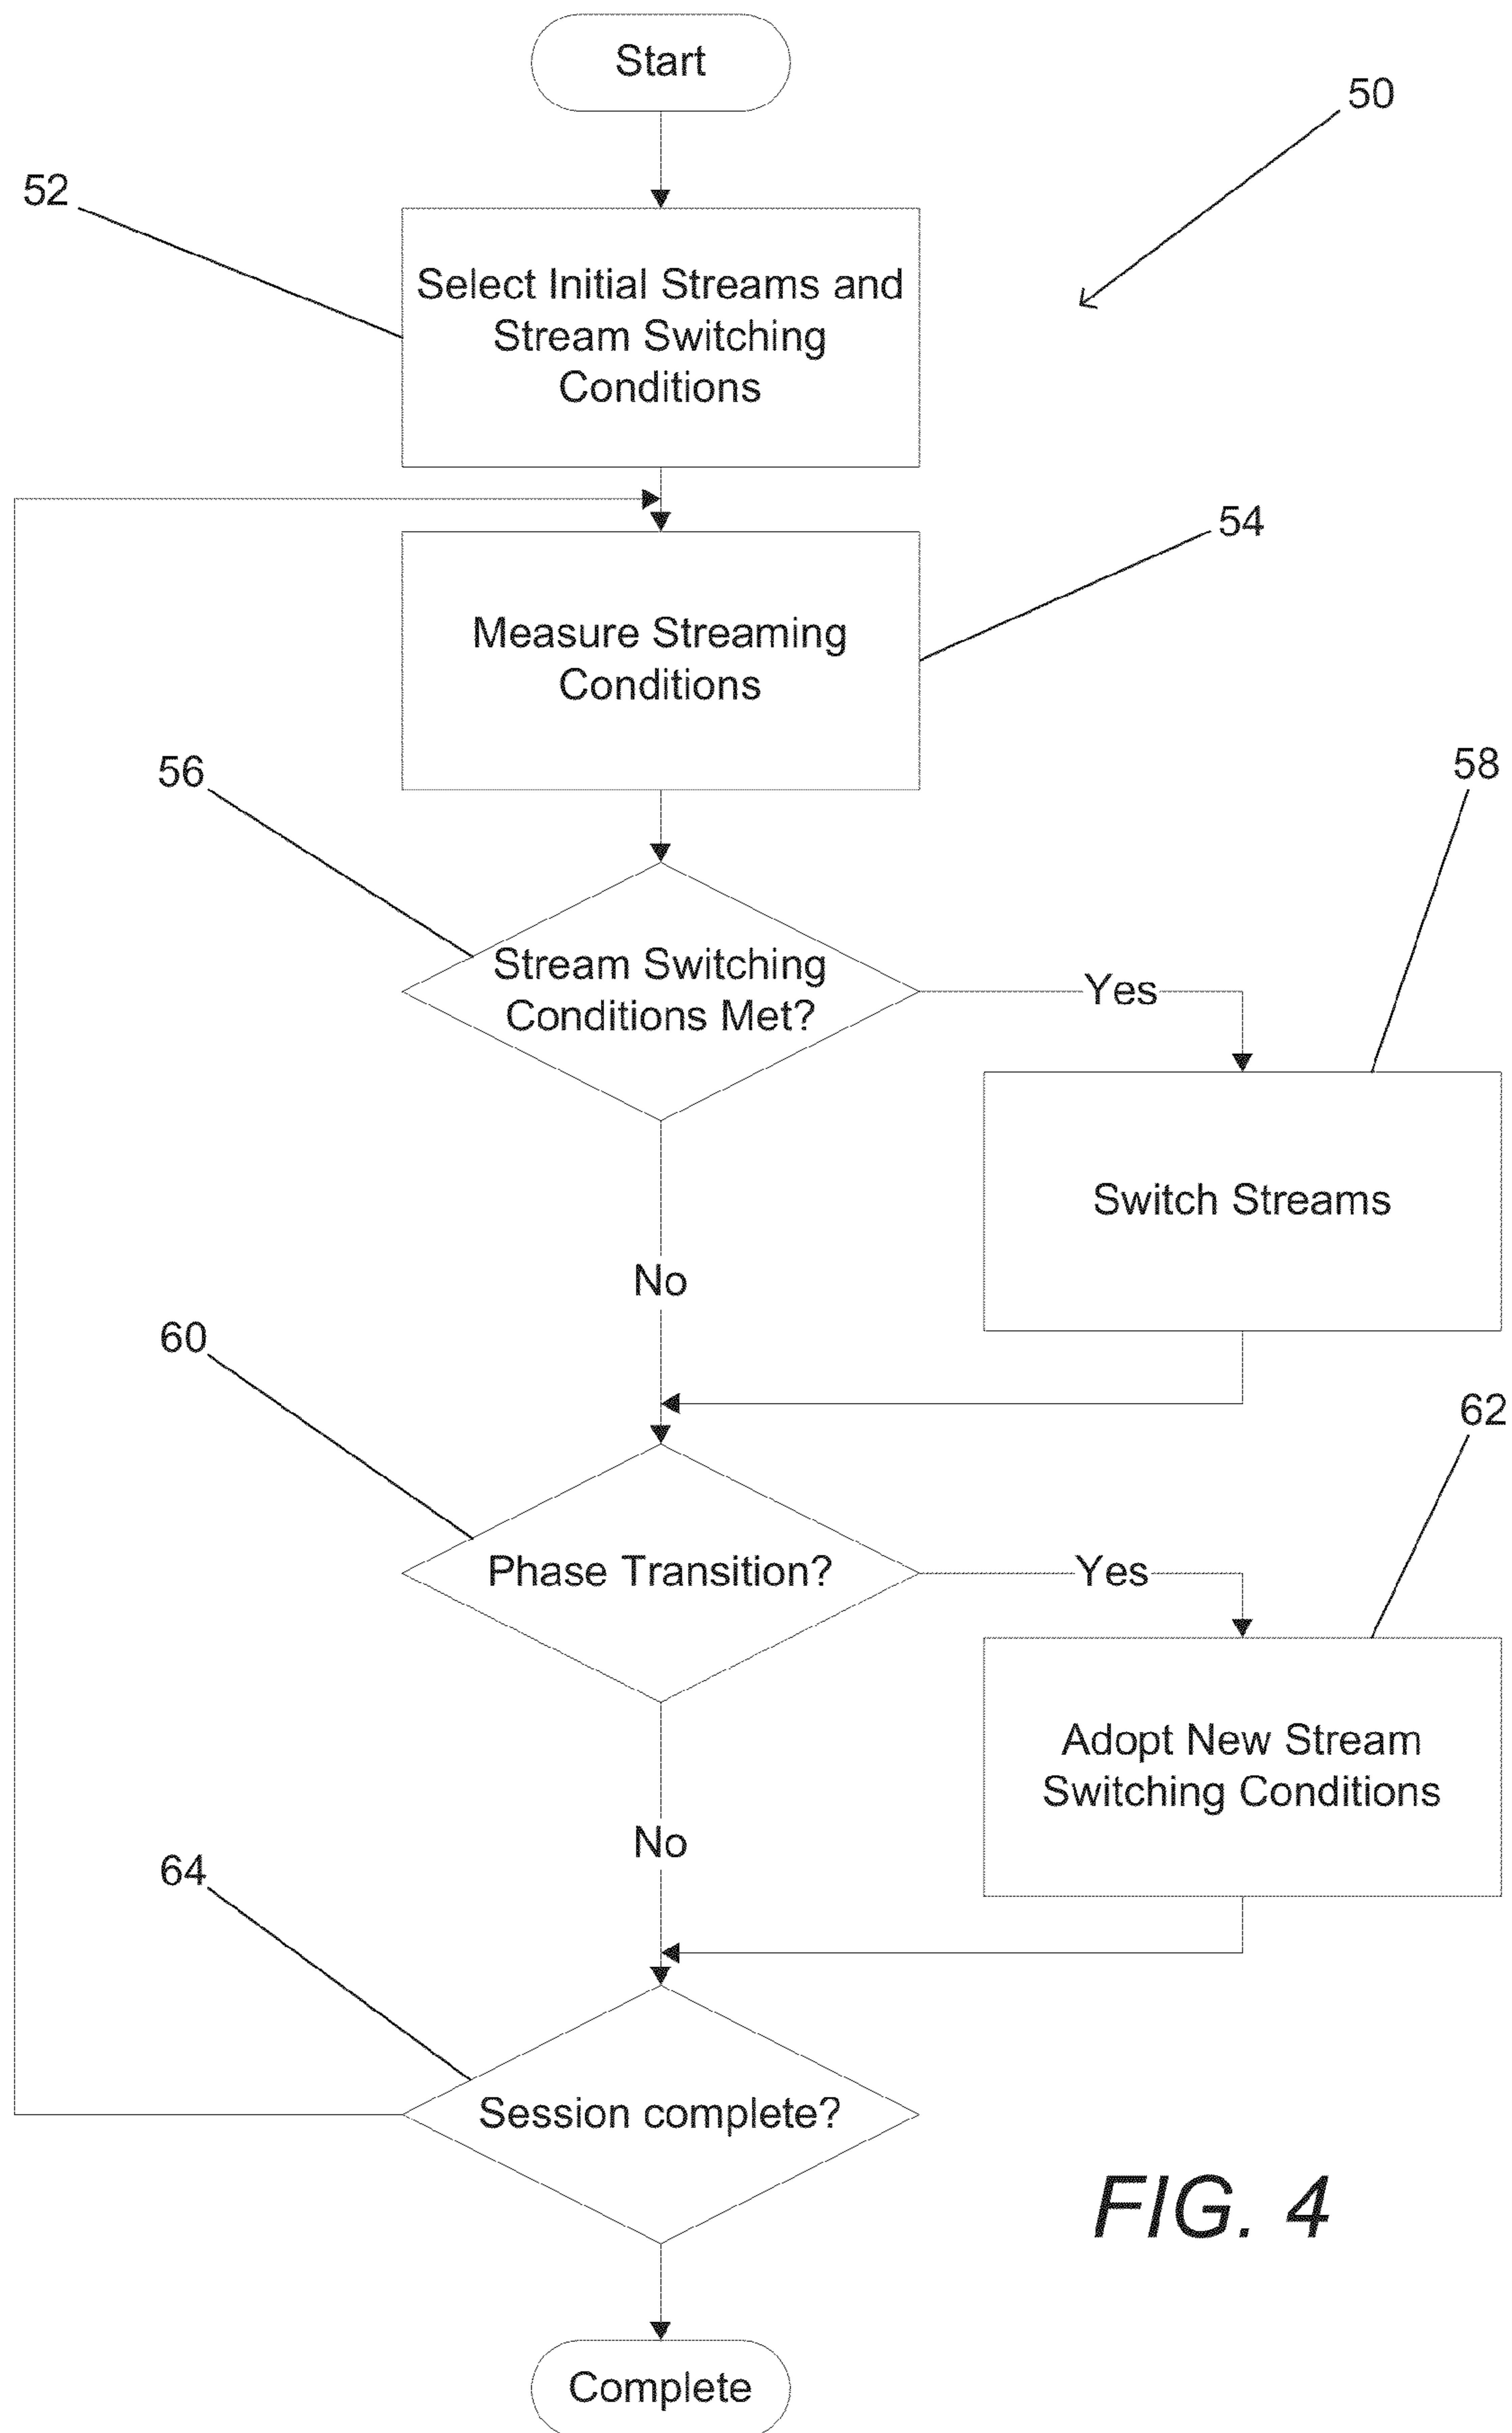 Start
50
52
Select Initial Streams and
Stream Switching
Conditions
54
Measure Streaming
Conditions
56
58
Stream Switching
Conditions Met?
Yes
Switch Streams
No
60
62
Phase Transition?
Yes
Adopt New Stream
Switching Conditions
No
64
Session complete?
FIG. 4
Complete